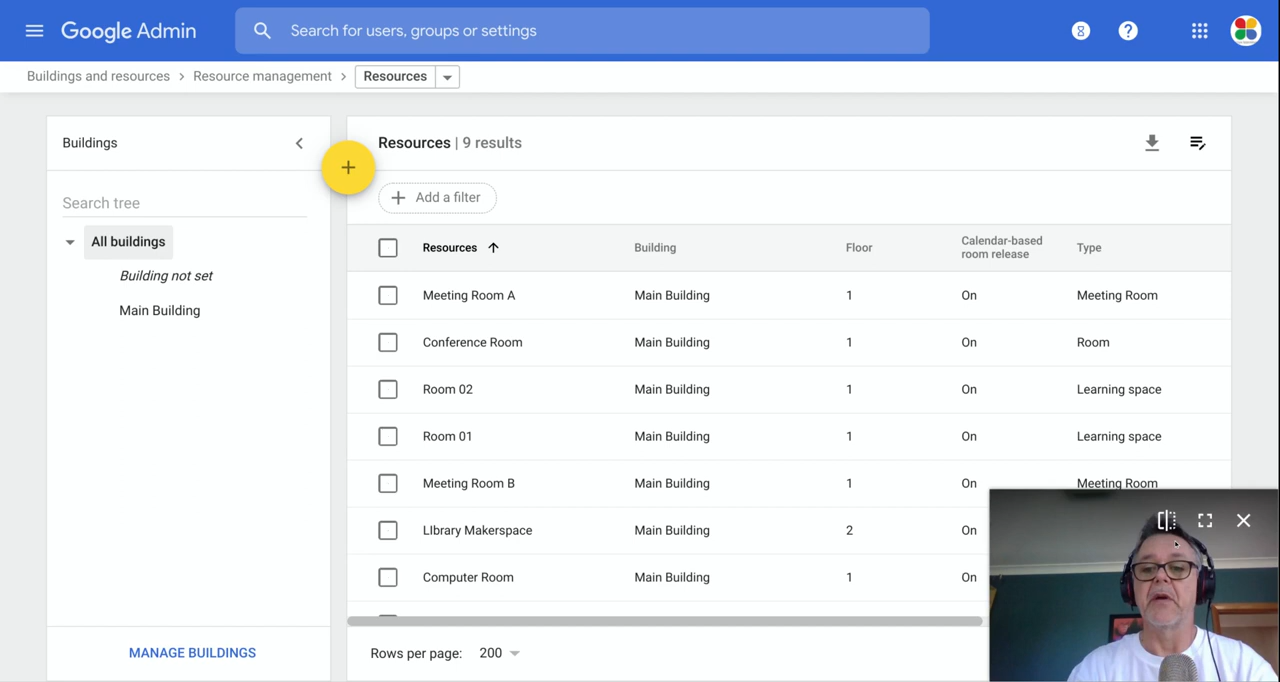 Google Admin
Search for users, groups or settings
Buildings and resources > Resource management > Resources
Buildings
Resources | 9 results
Search tree
Add a filter
All buildings
Building not set
Main Building
Resources Building Floor Calendar-based room release Type
Meeting Room A Main Building 1 On Meeting Room
Conference Room Main Building 1 On Room
Room 02 Main Building 1 On Learning space
Room 01 Main Building 1 On Learning space
Meeting Room B Main Building 1 On Meeting Room
LIbrary Makerspace Main Building 2 On
Computer Room Main Building 1 On
MANAGE BUILDINGS
Rows per page: 200